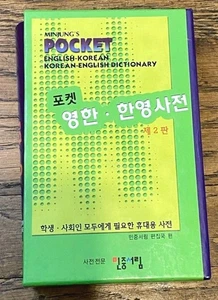 MINJUNG'S
POCKET
ENGLISH-KOREAN
KOREAN-ENGLISH DICTIONARY
포켓
영한·한영사전
제2판
학생·사회인 모두에게 필요한 휴대용 사전
민중서림 편집국 편
사전전문 민중서림